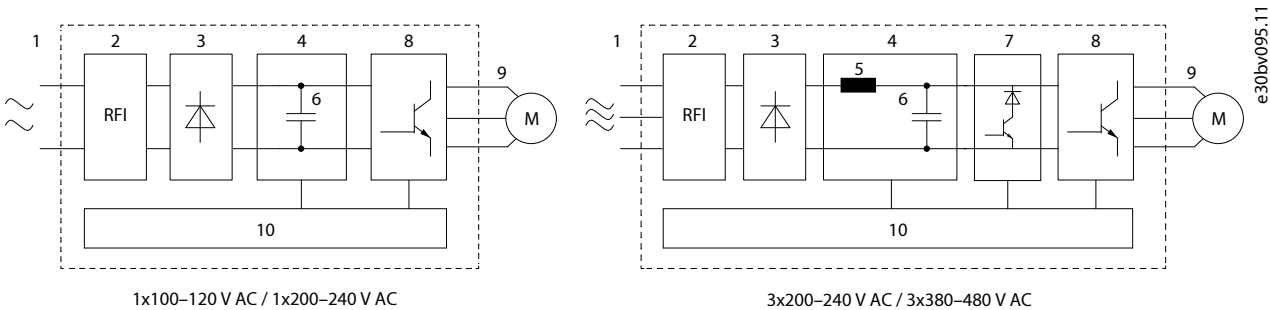 1 2 3 4 8
RFI
6
9
M
10
1x100–120 V AC / 1x200–240 V AC
1 2 3 4 7 8
5
RFI
6
9
M
10
3x200–240 V AC / 3x380–480 V AC
e30bv095.11